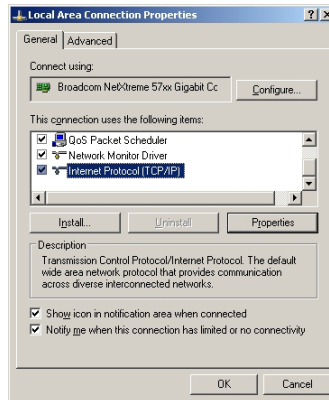 Local Area Connection Properties
General
Advanced
Connect using:
Broadcom NetXtreme 57xx Gigabit Cc
Configure...
This connection uses the following items:
QoS Packet Scheduler
Network Monitor Driver
Internet Protocol (TCP/IP)
Install...
Uninstall
Properties
Description
Transmission Control Protocol/Internet Protocol. The default
wide area network protocol that provides communication
across diverse interconnected networks.
Show icon in notification area when connected
Notify me when this connection has limited or no connectivity
OK
Cancel